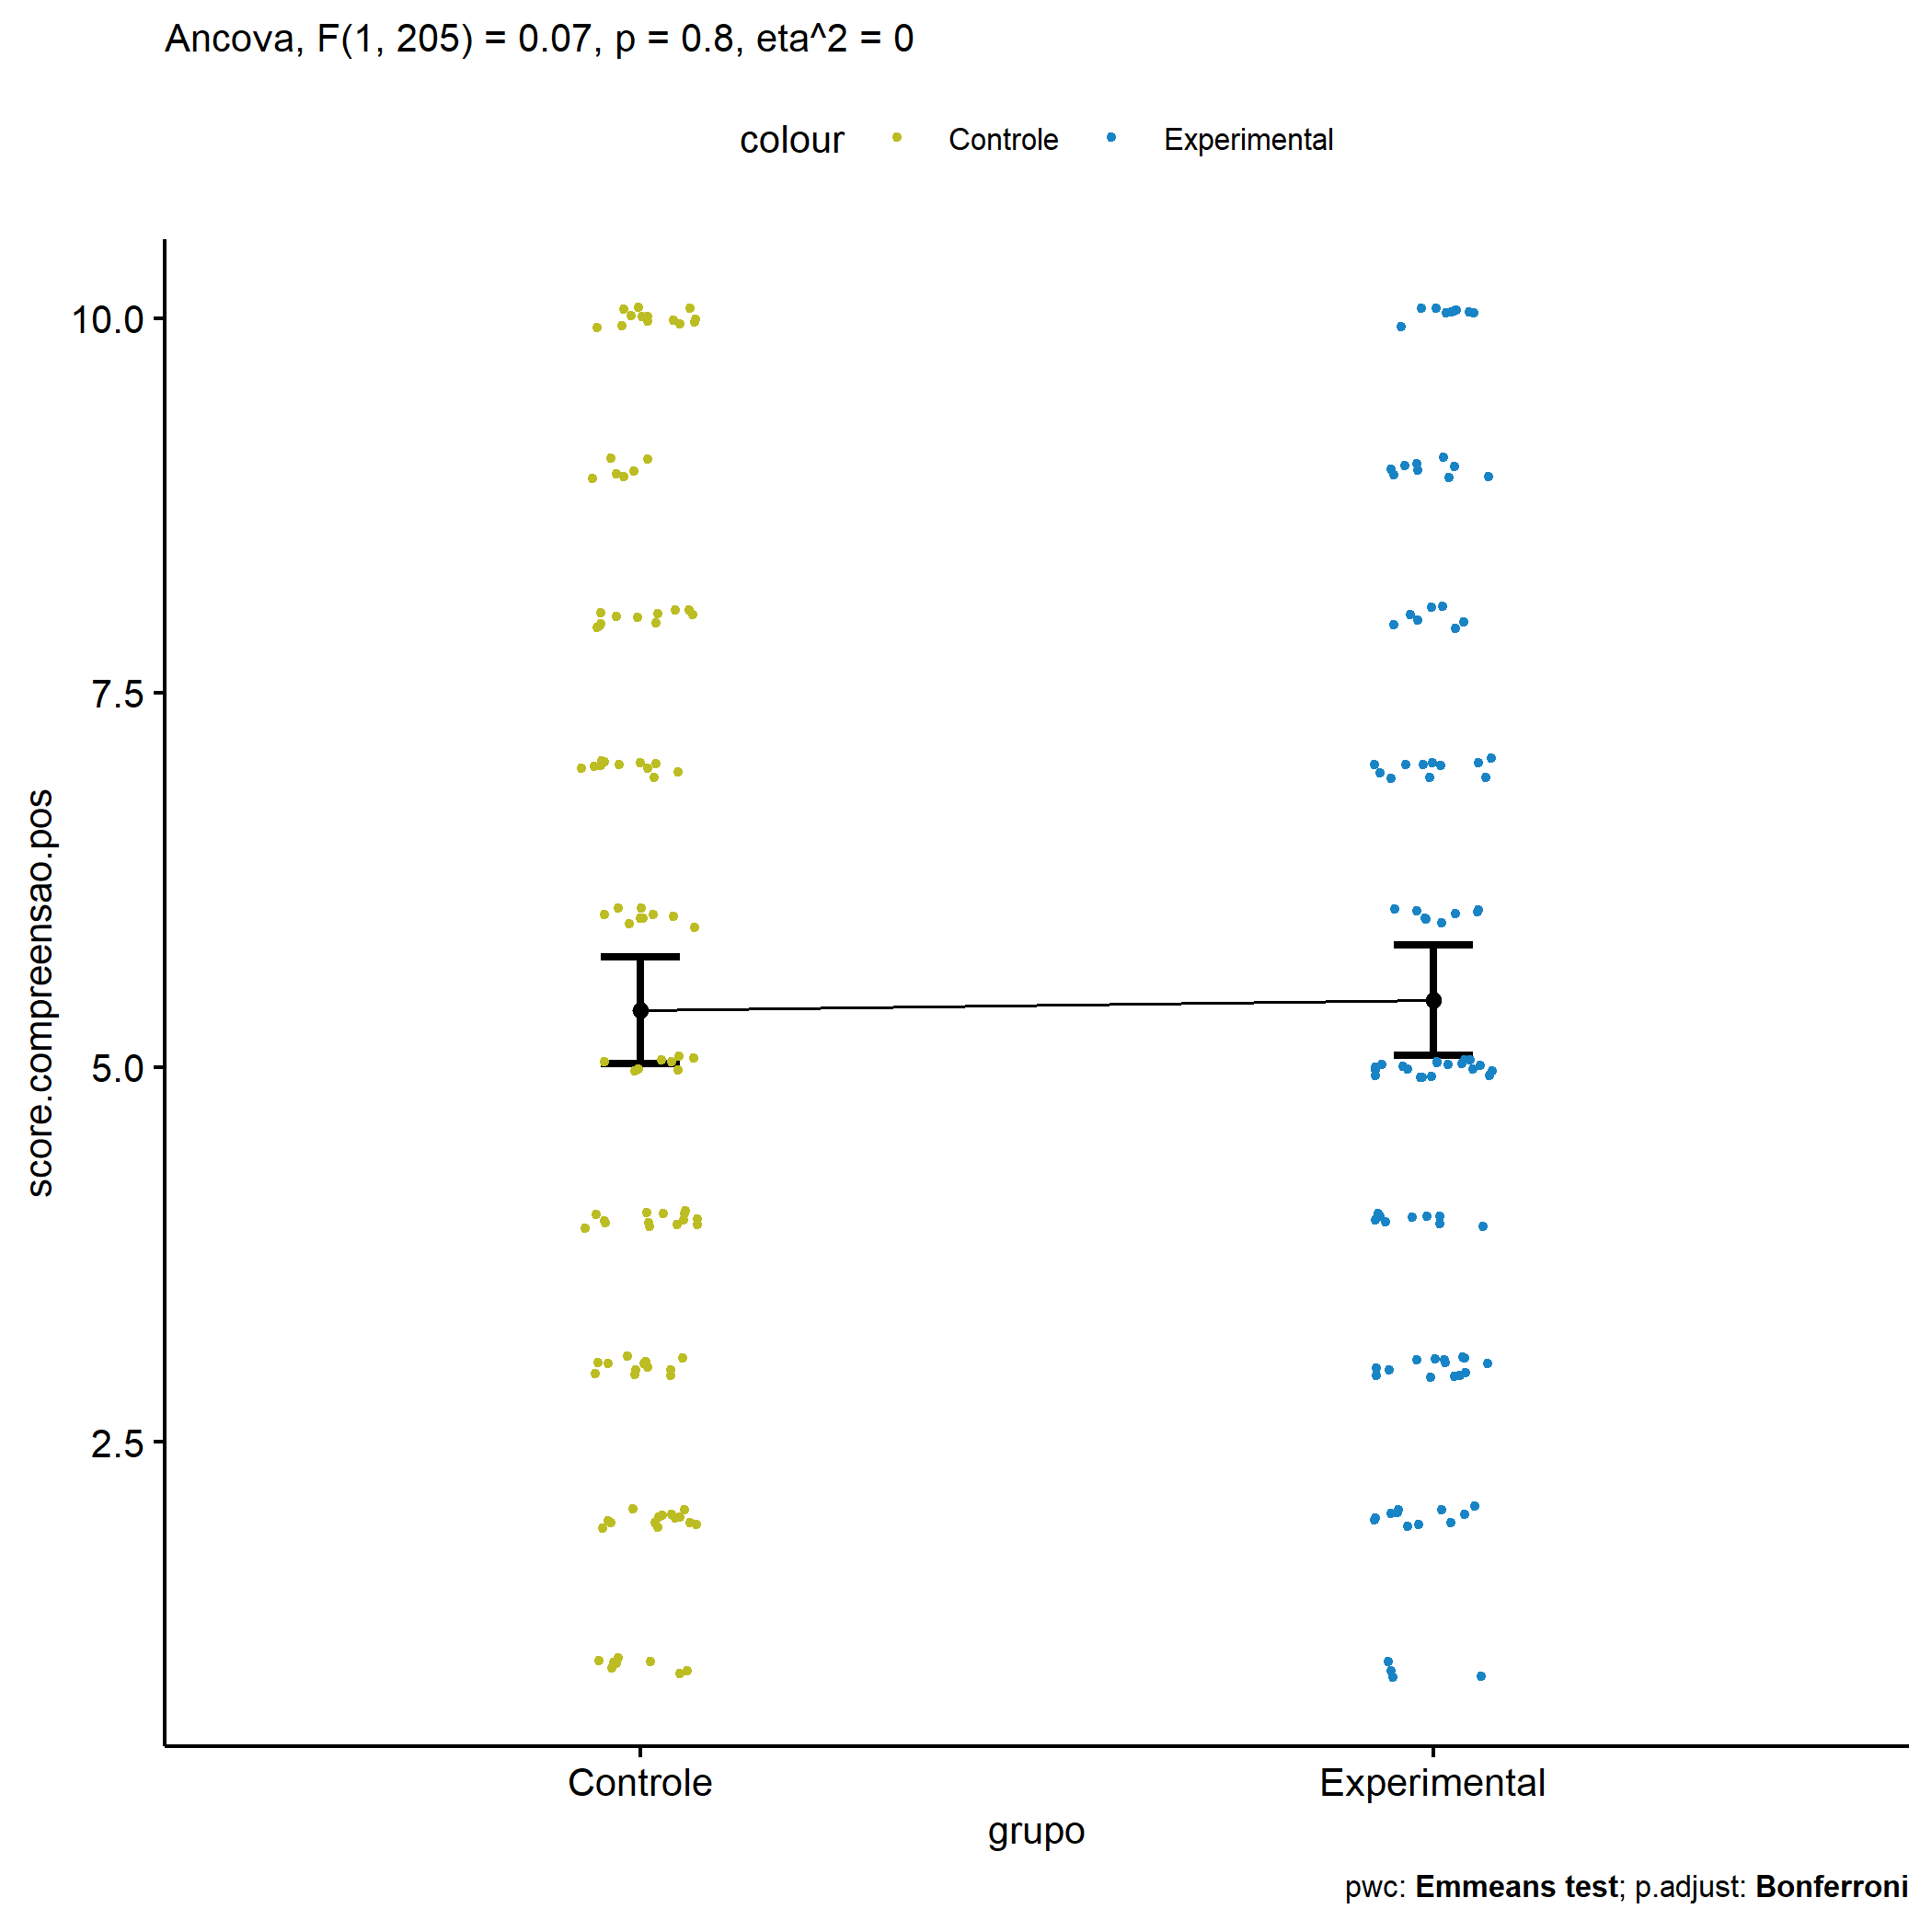 Ancova, F(1, 205) = 0.07, p = 0.8, eta^2 = 0
colour Controle Experimental
10.0
7.5
5.0
2.5
score.compreensao.pos
Controle Experimental
grupo
pwc: Emmeans test; p.adjust: Bonferroni